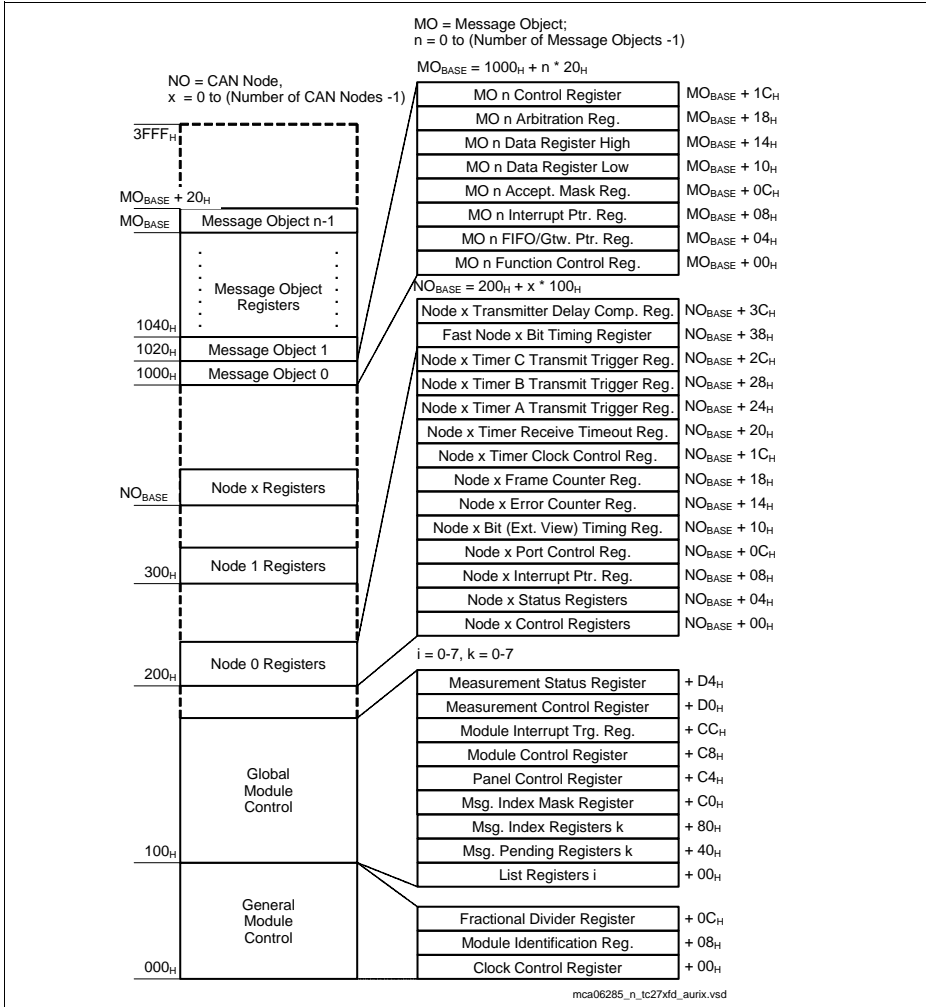 MO = Message Object;
n = 0 to (Number of Message Objects -1)
MOBASE = 1000H + n * 20H
NO = CAN Node,
x = 0 to (Number of CAN Nodes -1)
MO n Control Register MOBASE + 1CH
MO n Arbitration Reg. MOBASE + 18H
MO n Data Register High MOBASE + 14H
MO n Data Register Low MOBASE + 10H
MO n Accept. Mask Reg. MOBASE + 0CH
MO n Interrupt Ptr. Reg. MOBASE + 08H
MO n FIFO/Gtw. Ptr. Reg. MOBASE + 04H
MO n Function Control Reg. MOBASE + 00H
3FFFH
MOBASE + 20H
MOBASE Message Object n-1
Message Object
Registers
1040H
1020H Message Object 1
1000H Message Object 0
NOBASE = 200H + x * 100H
Node x Transmitter Delay Comp. Reg. NOBASE + 3CH
Fast Node x Bit Timing Register NOBASE + 38H
Node x Timer C Transmit Trigger Reg. NOBASE + 2CH
Node x Timer B Transmit Trigger Reg. NOBASE + 28H
Node x Timer A Transmit Trigger Reg. NOBASE + 24H
Node x Timer Receive Timeout Reg. NOBASE + 20H
Node x Timer Clock Control Reg. NOBASE + 1CH
Node x Frame Counter Reg. NOBASE + 18H
Node x Error Counter Reg. NOBASE + 14H
Node x Bit (Ext. View) Timing Reg. NOBASE + 10H
Node x Port Control Reg. NOBASE + 0CH
Node x Interrupt Ptr. Reg. NOBASE + 08H
Node x Status Registers NOBASE + 04H
Node x Control Registers NOBASE + 00H
NOBASE Node x Registers
300H Node 1 Registers
200H Node 0 Registers
i = 0-7, k = 0-7
Measurement Status Register + D4H
Measurement Control Register + D0H
Module Interrupt Trg. Reg. + CCH
Module Control Register + C8H
Panel Control Register + C4H
Msg. Index Mask Register + C0H
Msg. Index Registers k + 80H
Msg. Pending Registers k + 40H
List Registers i + 00H
Global
Module
Control
100H
General
Module
Control
000H
Fractional Divider Register + 0CH
Module Identification Reg. + 08H
Clock Control Register + 00H
mca06285_n_tc27xfd_aurix.vsd